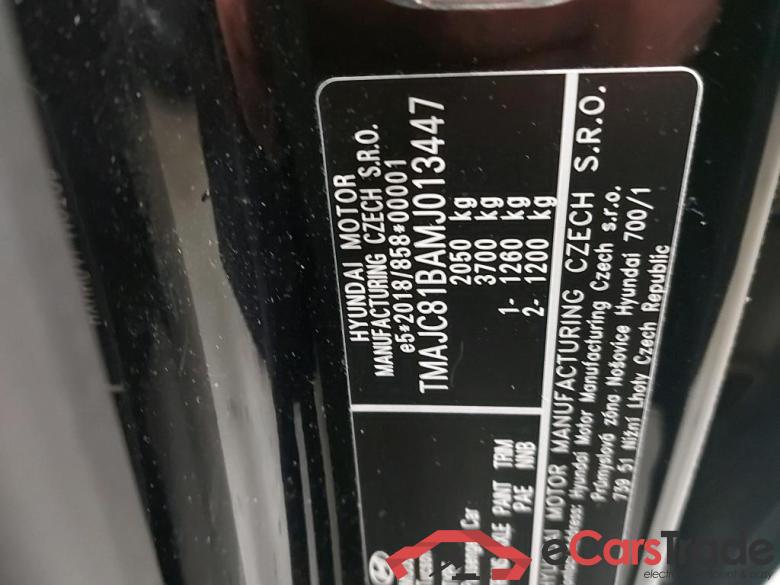 HYUNDAI MOTOR
MANUFACTURING CZECH S.R.O.
e5*2018/858*00001
TMAJC81BAMJ013447
2050 kg
3700 kg
1- 1260 kg
2- 1200 kg
MOTOR MANUFACTURING CZECH S.R.O.
Hyundai Motor Manufacturing Czech s.r.o.
Průmyslová zóna Nošovice Hyundai 700/1
739 51 Nižní Lhoty Czech Republic
PANT TRIM
PAE NNB
Car
eCarsTrade